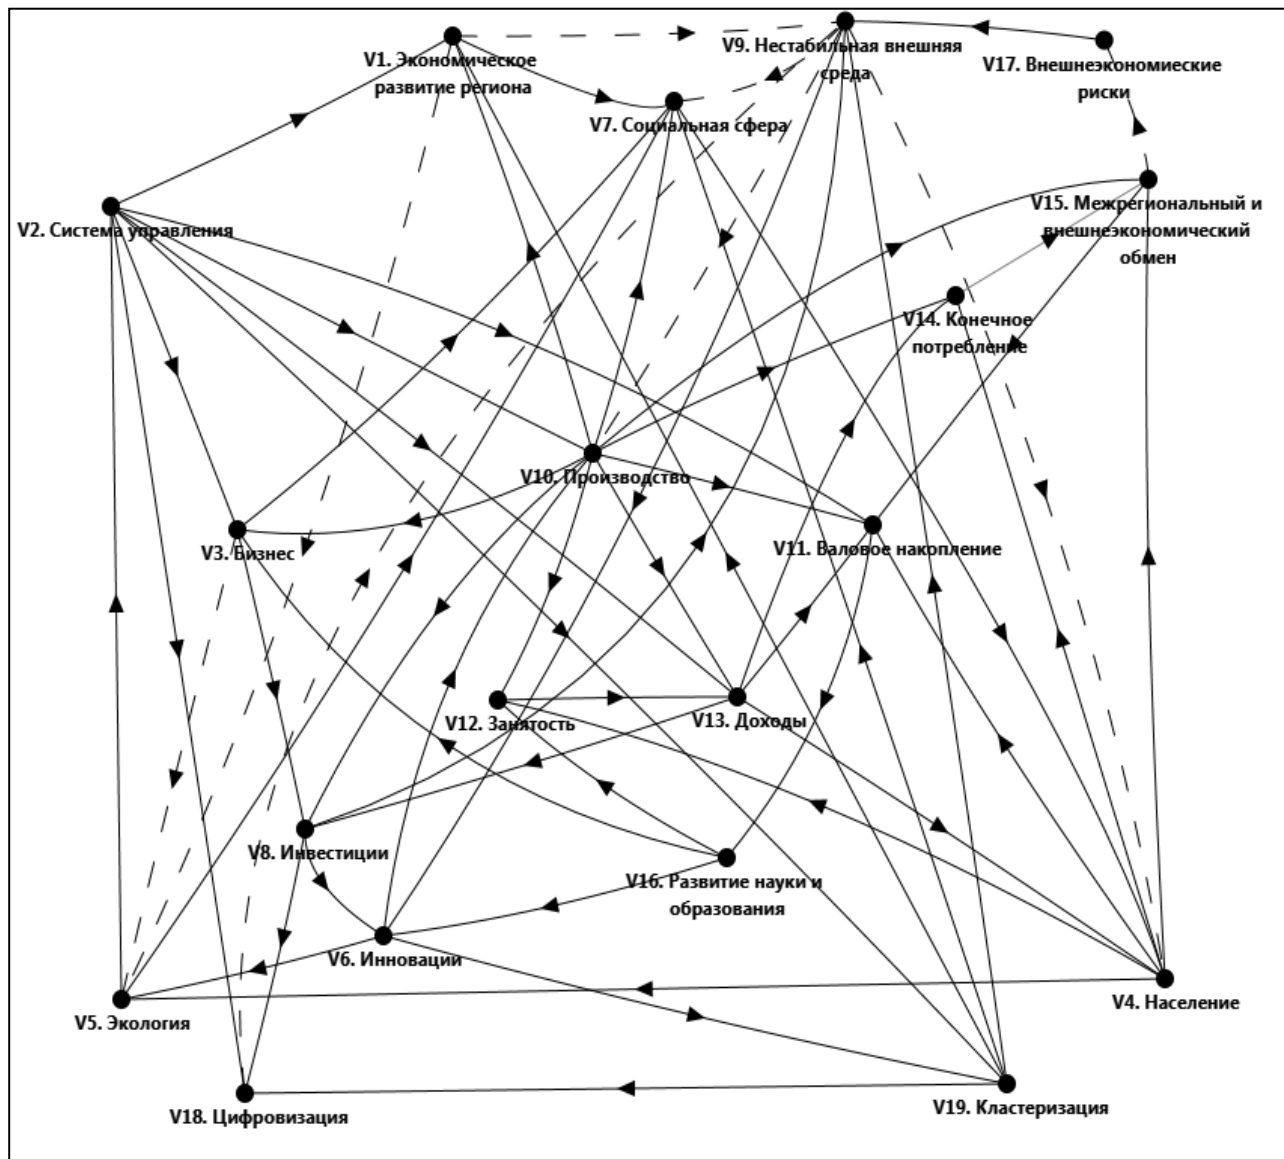 V1. Экономическое
развитие региона
V9. Нестабильная внешняя
среда
V17. Внешнеэкономиеские
риски
V7. Социальная сфера
V2. Система управления
V15. Межрегиональный и
внешнеэкономический
обмен
V14. Конечное
потребление
V10. Производство
V3. Бизнес
V11. Валовое накопление
V12. Занятость
V13. Доходы
V8. Инвестиции
V16. Развитие науки и
образования
V6. Инновации
V5. Экология
V4. Население
V18. Цифровизация
V19. Кластеризация